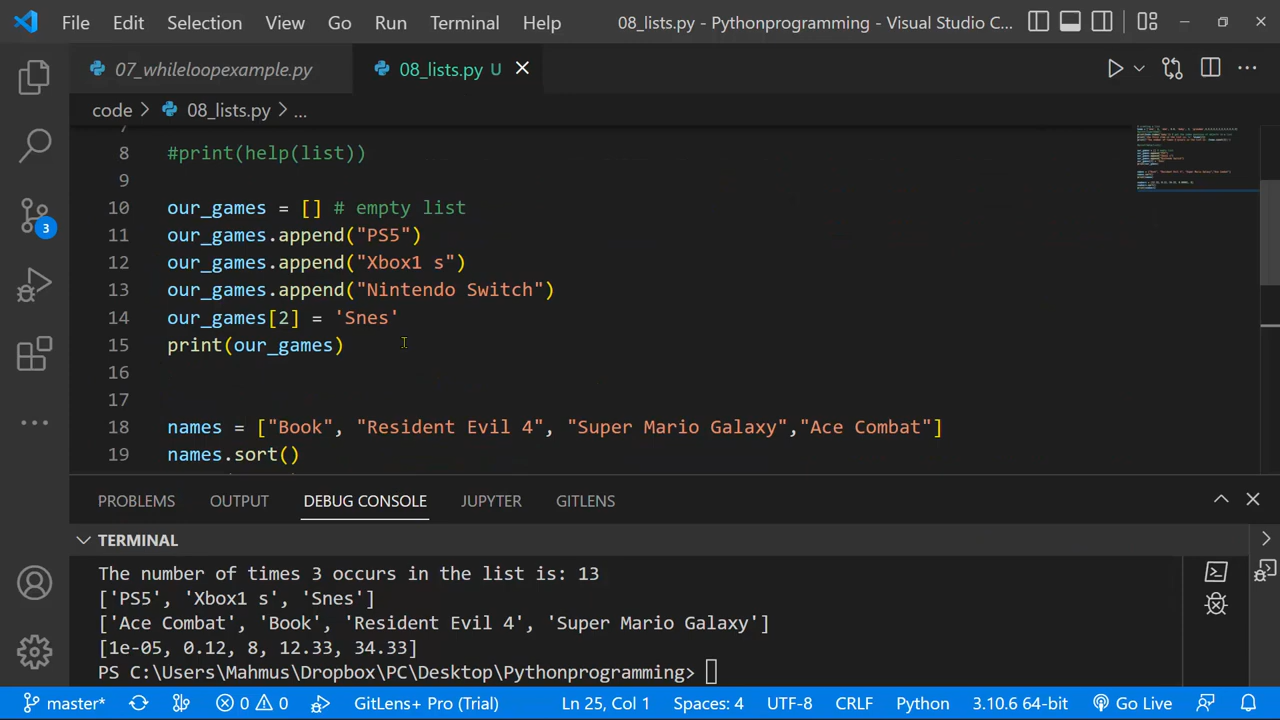 File Edit Selection View Go Run Terminal Help 08_lists.py - Pythonprogramming - Visual Studio C...
07_whileloopexample.py 08_lists.py U
code > 08_lists.py > ...
7
8 #print(help(list))
9
10 our_games = [] # empty list
11 our_games.append("PS5")
12 our_games.append("Xbox1 s")
13 our_games.append("Nintendo Switch")
14 our_games[2] = 'Snes'
15 print(our_games)
16
17
18 names = ["Book", "Resident Evil 4", "Super Mario Galaxy","Ace Combat"]
19 names.sort()
3
PROBLEMS OUTPUT DEBUG CONSOLE JUPYTER GITLENS
TERMINAL
The number of times 3 occurs in the list is: 13
['PS5', 'Xbox1 s', 'Snes']
['Ace Combat', 'Book', 'Resident Evil 4', 'Super Mario Galaxy']
[1e-05, 0.12, 8, 12.33, 34.33]
PS C:\Users\Mahmus\Dropbox\PC\Desktop\Pythonprogramming>
master* 0 0 GitLens+ Pro (Trial) Ln 25, Col 1 Spaces: 4 UTF-8 CRLF Python 3.10.6 64-bit Go Live